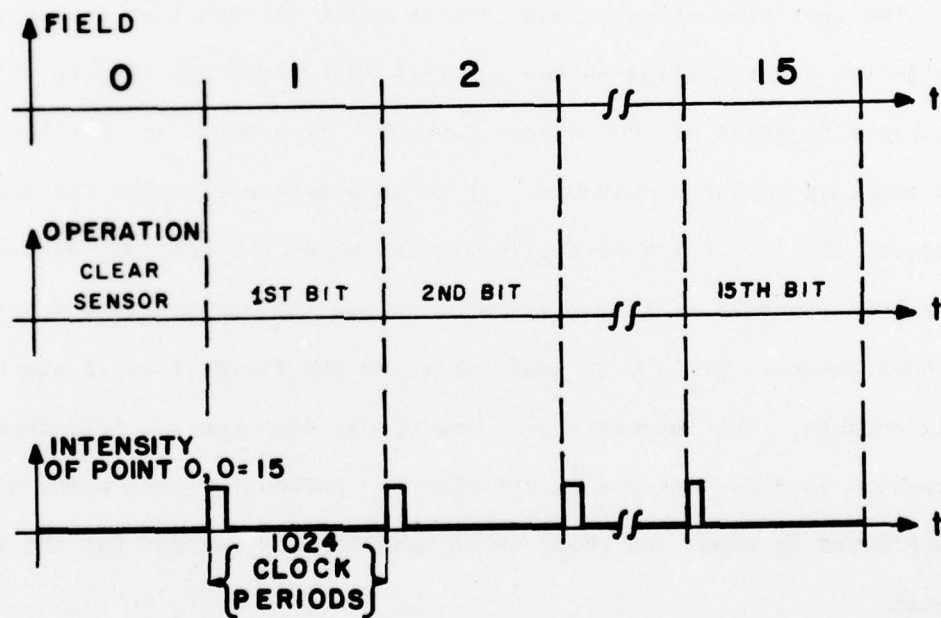 FIELD
0 1 2 15
t
OPERATION
CLEAR
SENSOR
1ST BIT 2ND BIT 15TH BIT
t
INTENSITY
OF POINT 0,0=15
t
1024
CLOCK
PERIODS